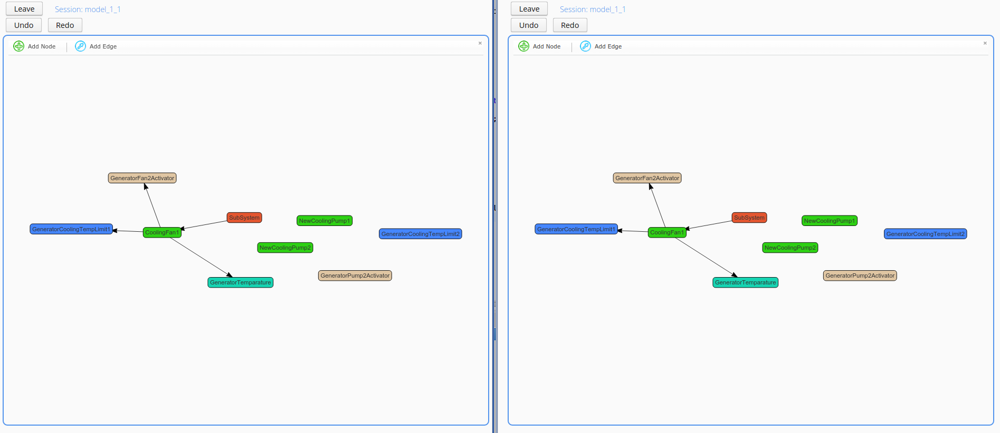 Leave Session: model_1_1
Undo Redo
Add Node Add Edge ×
GeneratorFan2Activator
SubSystem
NewCoolingPump1
GeneratorCoolingTempLimit1
CoolingFan1
GeneratorCoolingTempLimit2
NewCoolingPump2
GeneratorPump2Activator
GeneratorTemparature
Leave Session: model_1_1
Undo Redo
Add Node Add Edge ×
GeneratorFan2Activator
SubSystem
NewCoolingPump1
GeneratorCoolingTempLimit1
CoolingFan1
GeneratorCoolingTempLimit2
NewCoolingPump2
GeneratorPump2Activator
GeneratorTemparature